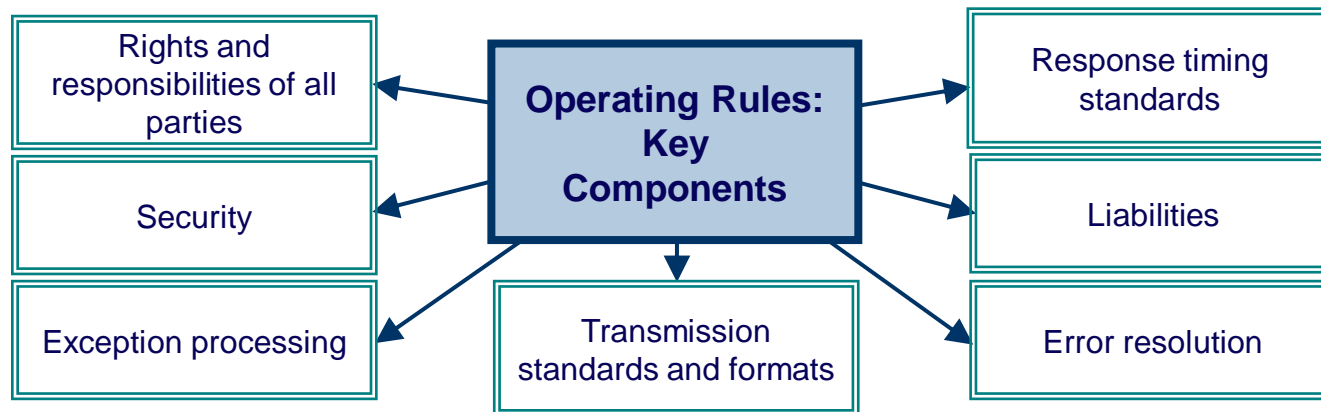 Rights and
responsibilities of all
parties
Operating Rules:
Key
Components
Response timing
standards
Security
Liabilities
Exception processing
Transmission
standards and formats
Error resolution